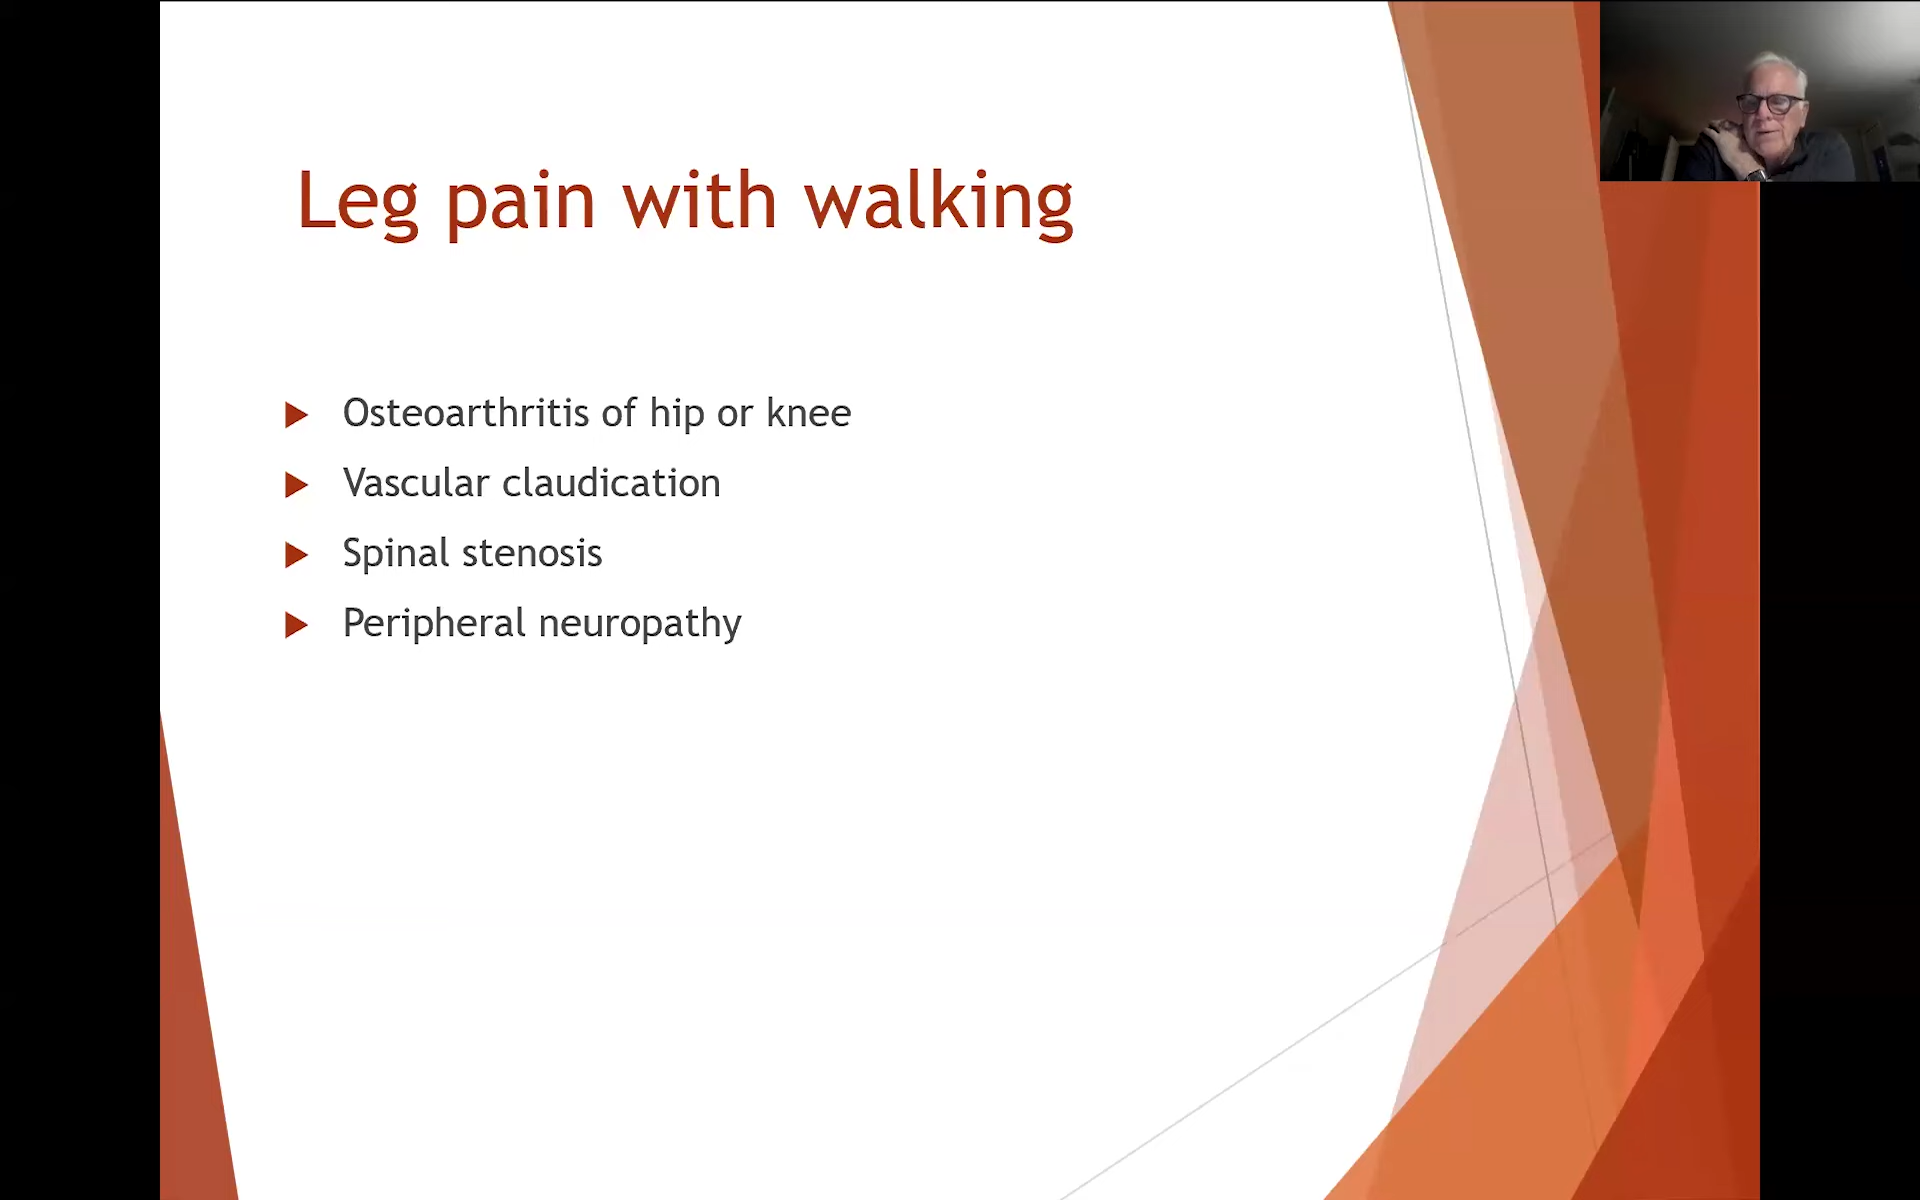 Leg pain with walking
Osteoarthritis of hip or knee
Vascular claudication
Spinal stenosis
Peripheral neuropathy